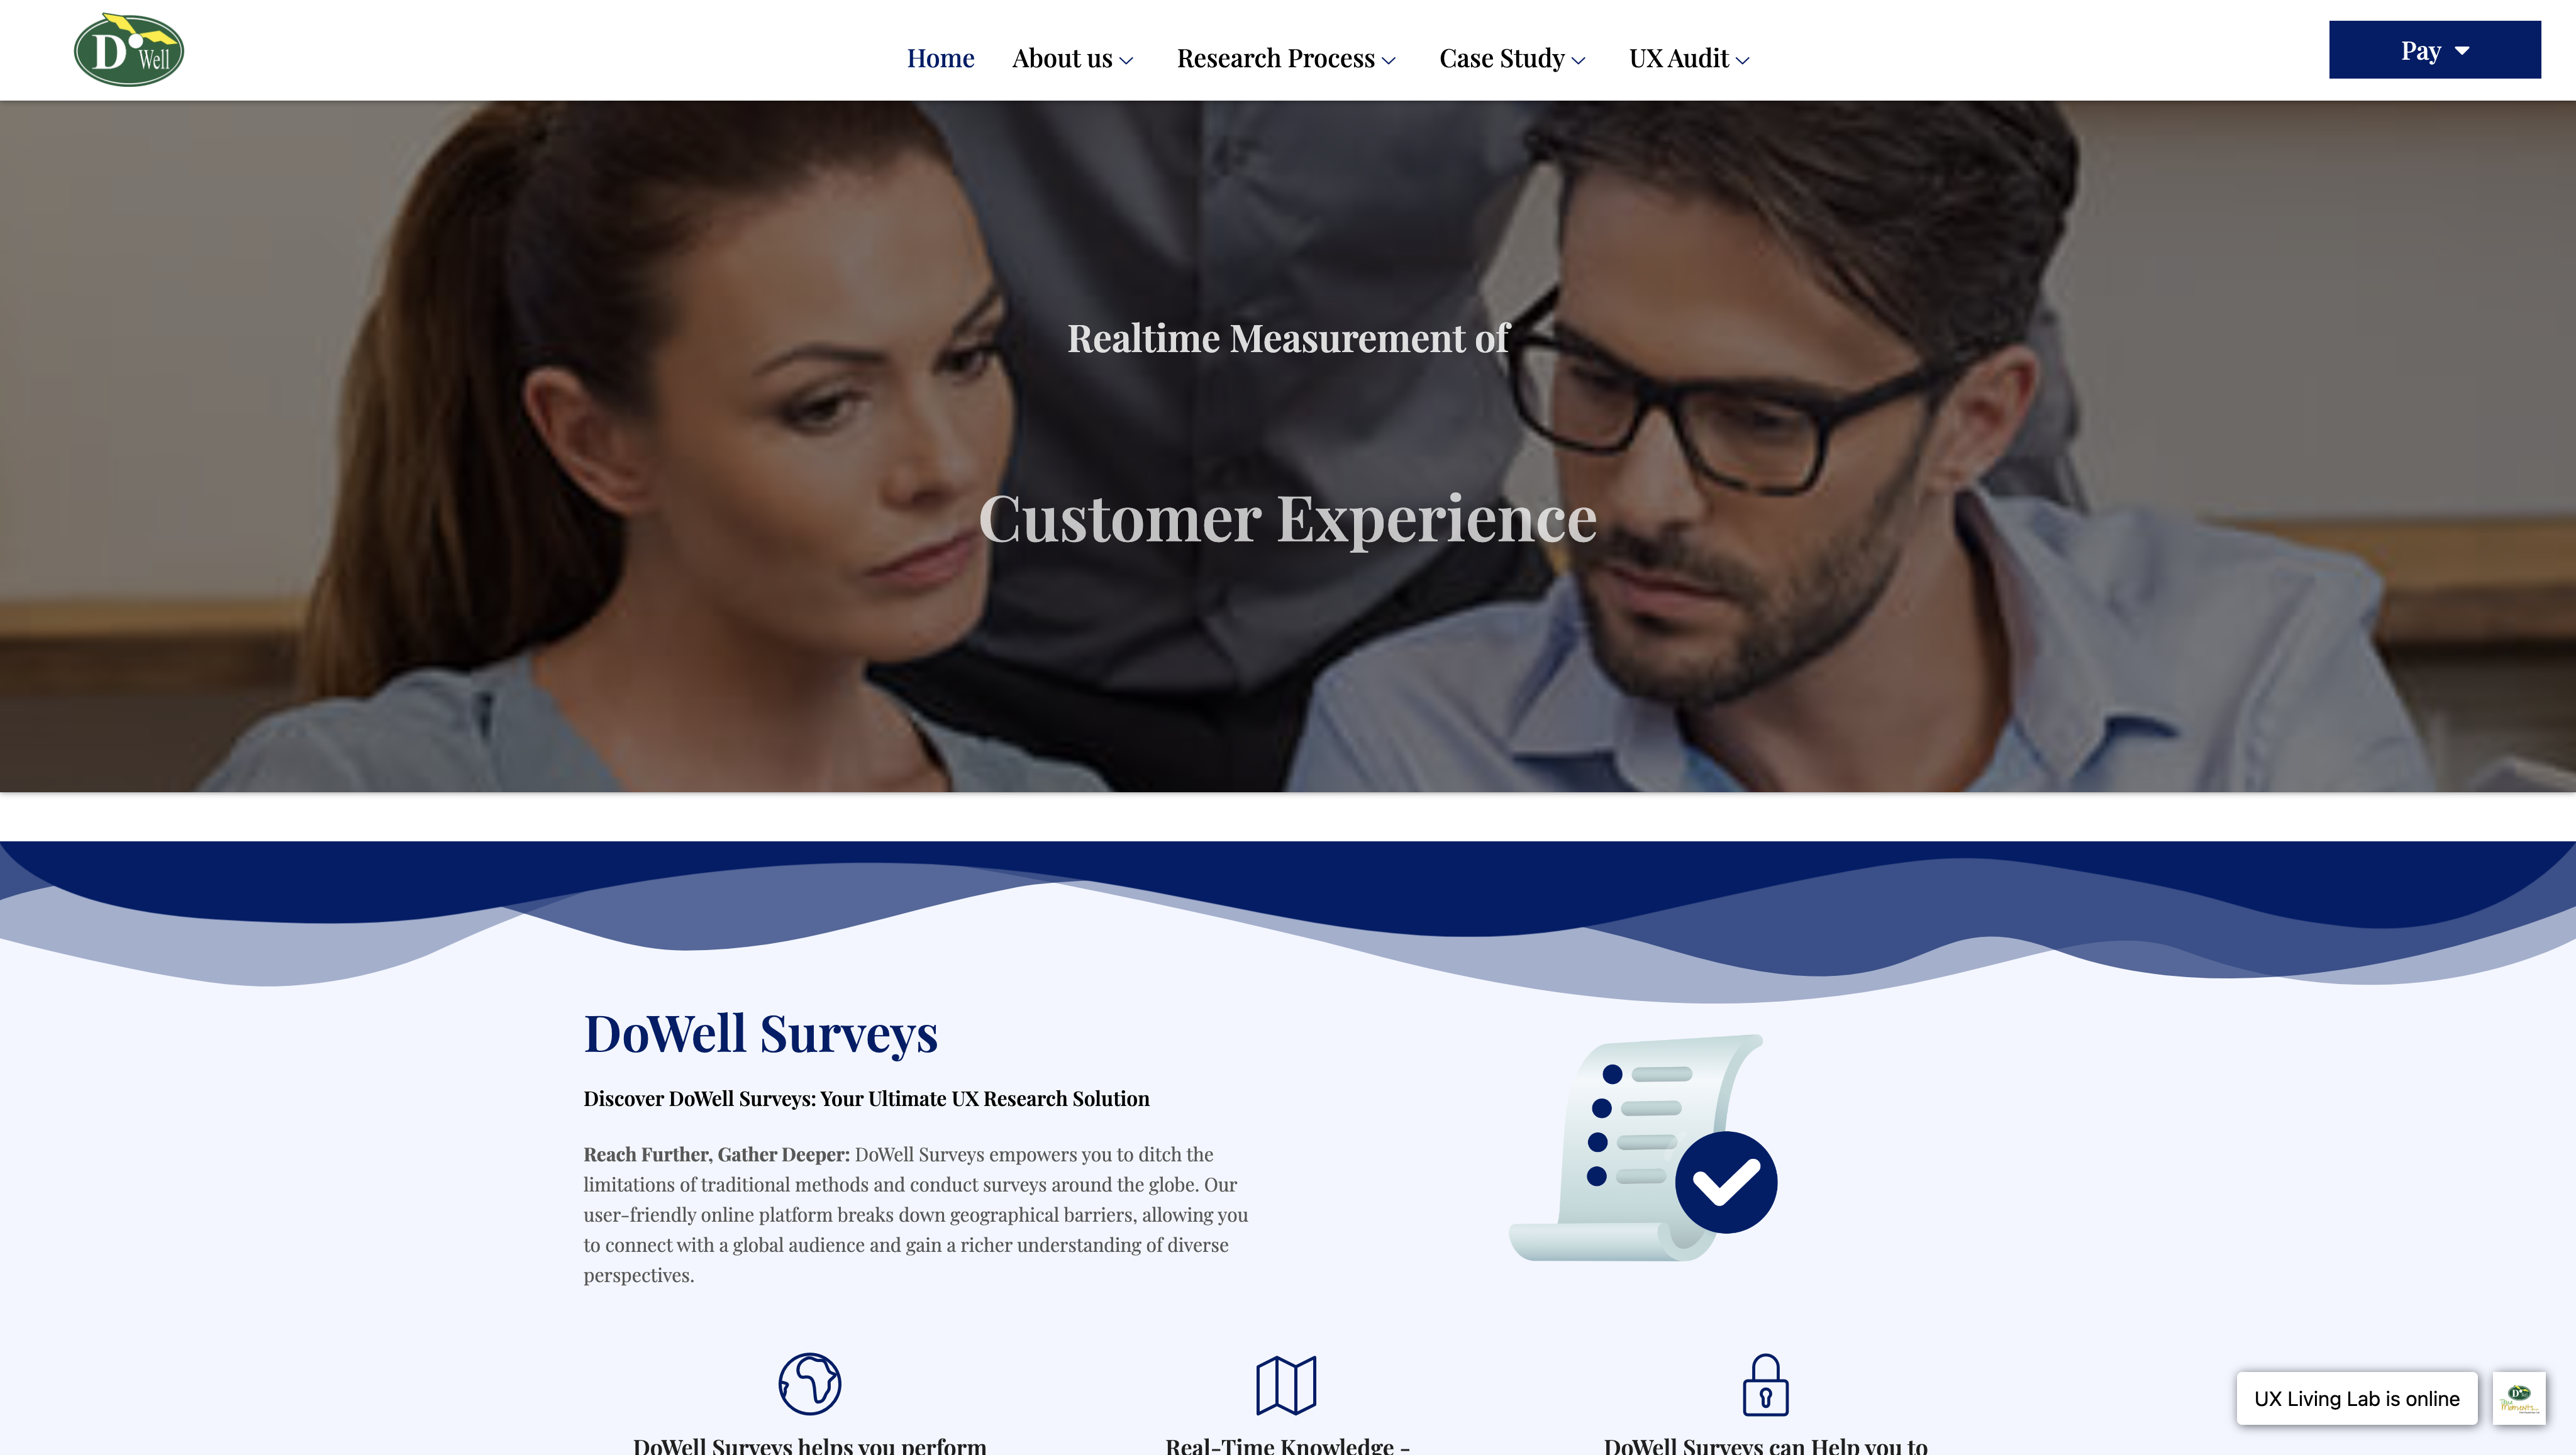 D Well
Home
About us
Research Process
Case Study
UX Audit
Pay
Realtime Measurement of
Customer Experience
DoWell Surveys
Discover DoWell Surveys: Your Ultimate UX Research Solution
Reach Further, Gather Deeper: DoWell Surveys empowers you to ditch the
limitations of traditional methods and conduct surveys around the globe. Our
user-friendly online platform breaks down geographical barriers, allowing you
to connect with a global audience and gain a richer understanding of diverse
perspectives.
DoWell Surveys helps you perform
Real-Time Knowledge -
DoWell Surveys can Help you to
UX Living Lab is online